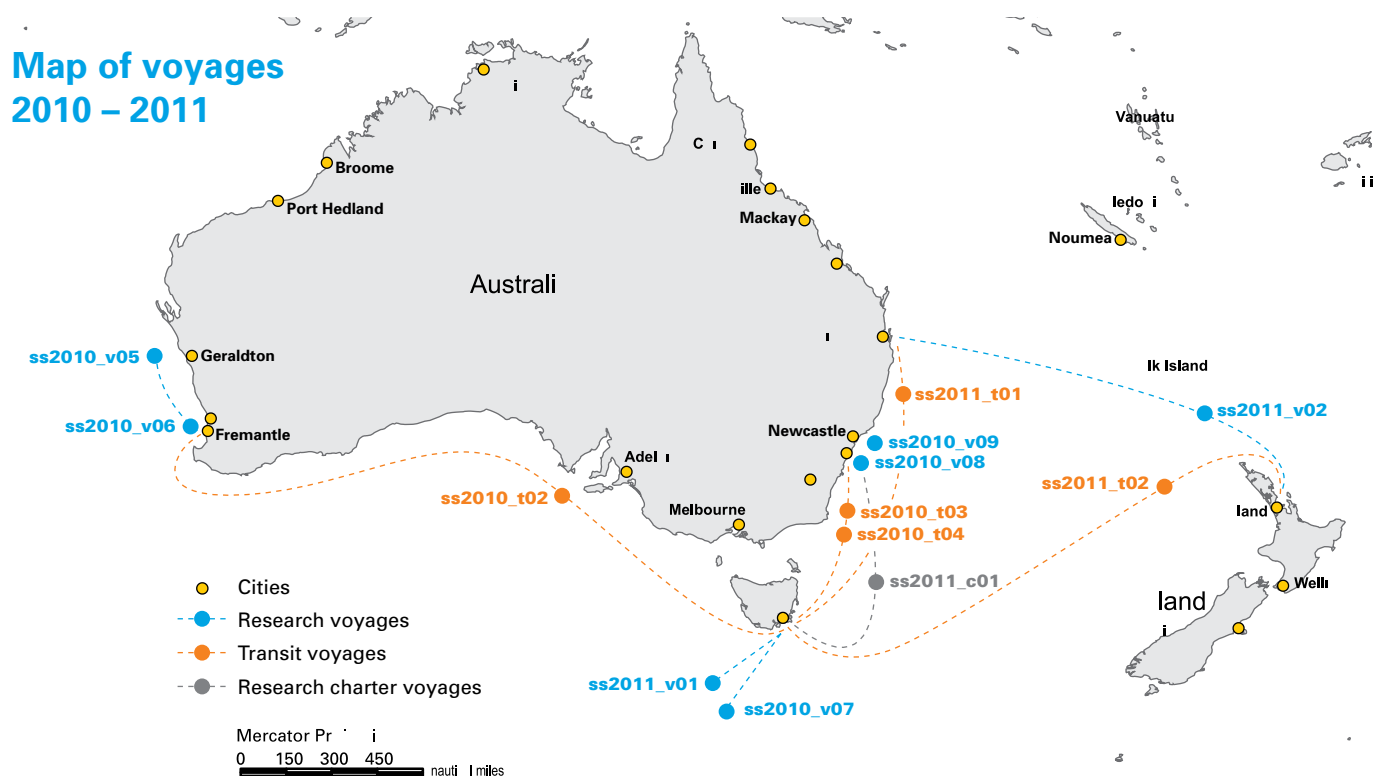 Map of voyages
2010 – 2011
Vanuatu
Broome
Port Hedland
Mackay
Noumea
Australi
ss2010_v05
Geraldton
lk Island
ss2011_t01
ss2011_v02
ss2010_v06
Fremantle
Newcastle
ss2010_v09
ss2010_v08
Adel
ss2010_t02
ss2011_t02
Melbourne
ss2010_t03
land
ss2010_t04
ss2011_c01
Cities
Research voyages
Transit voyages
Research charter voyages
land
ss2011_v01
ss2010_v07
Mercator Pr
0 150 300 450
nauti l miles